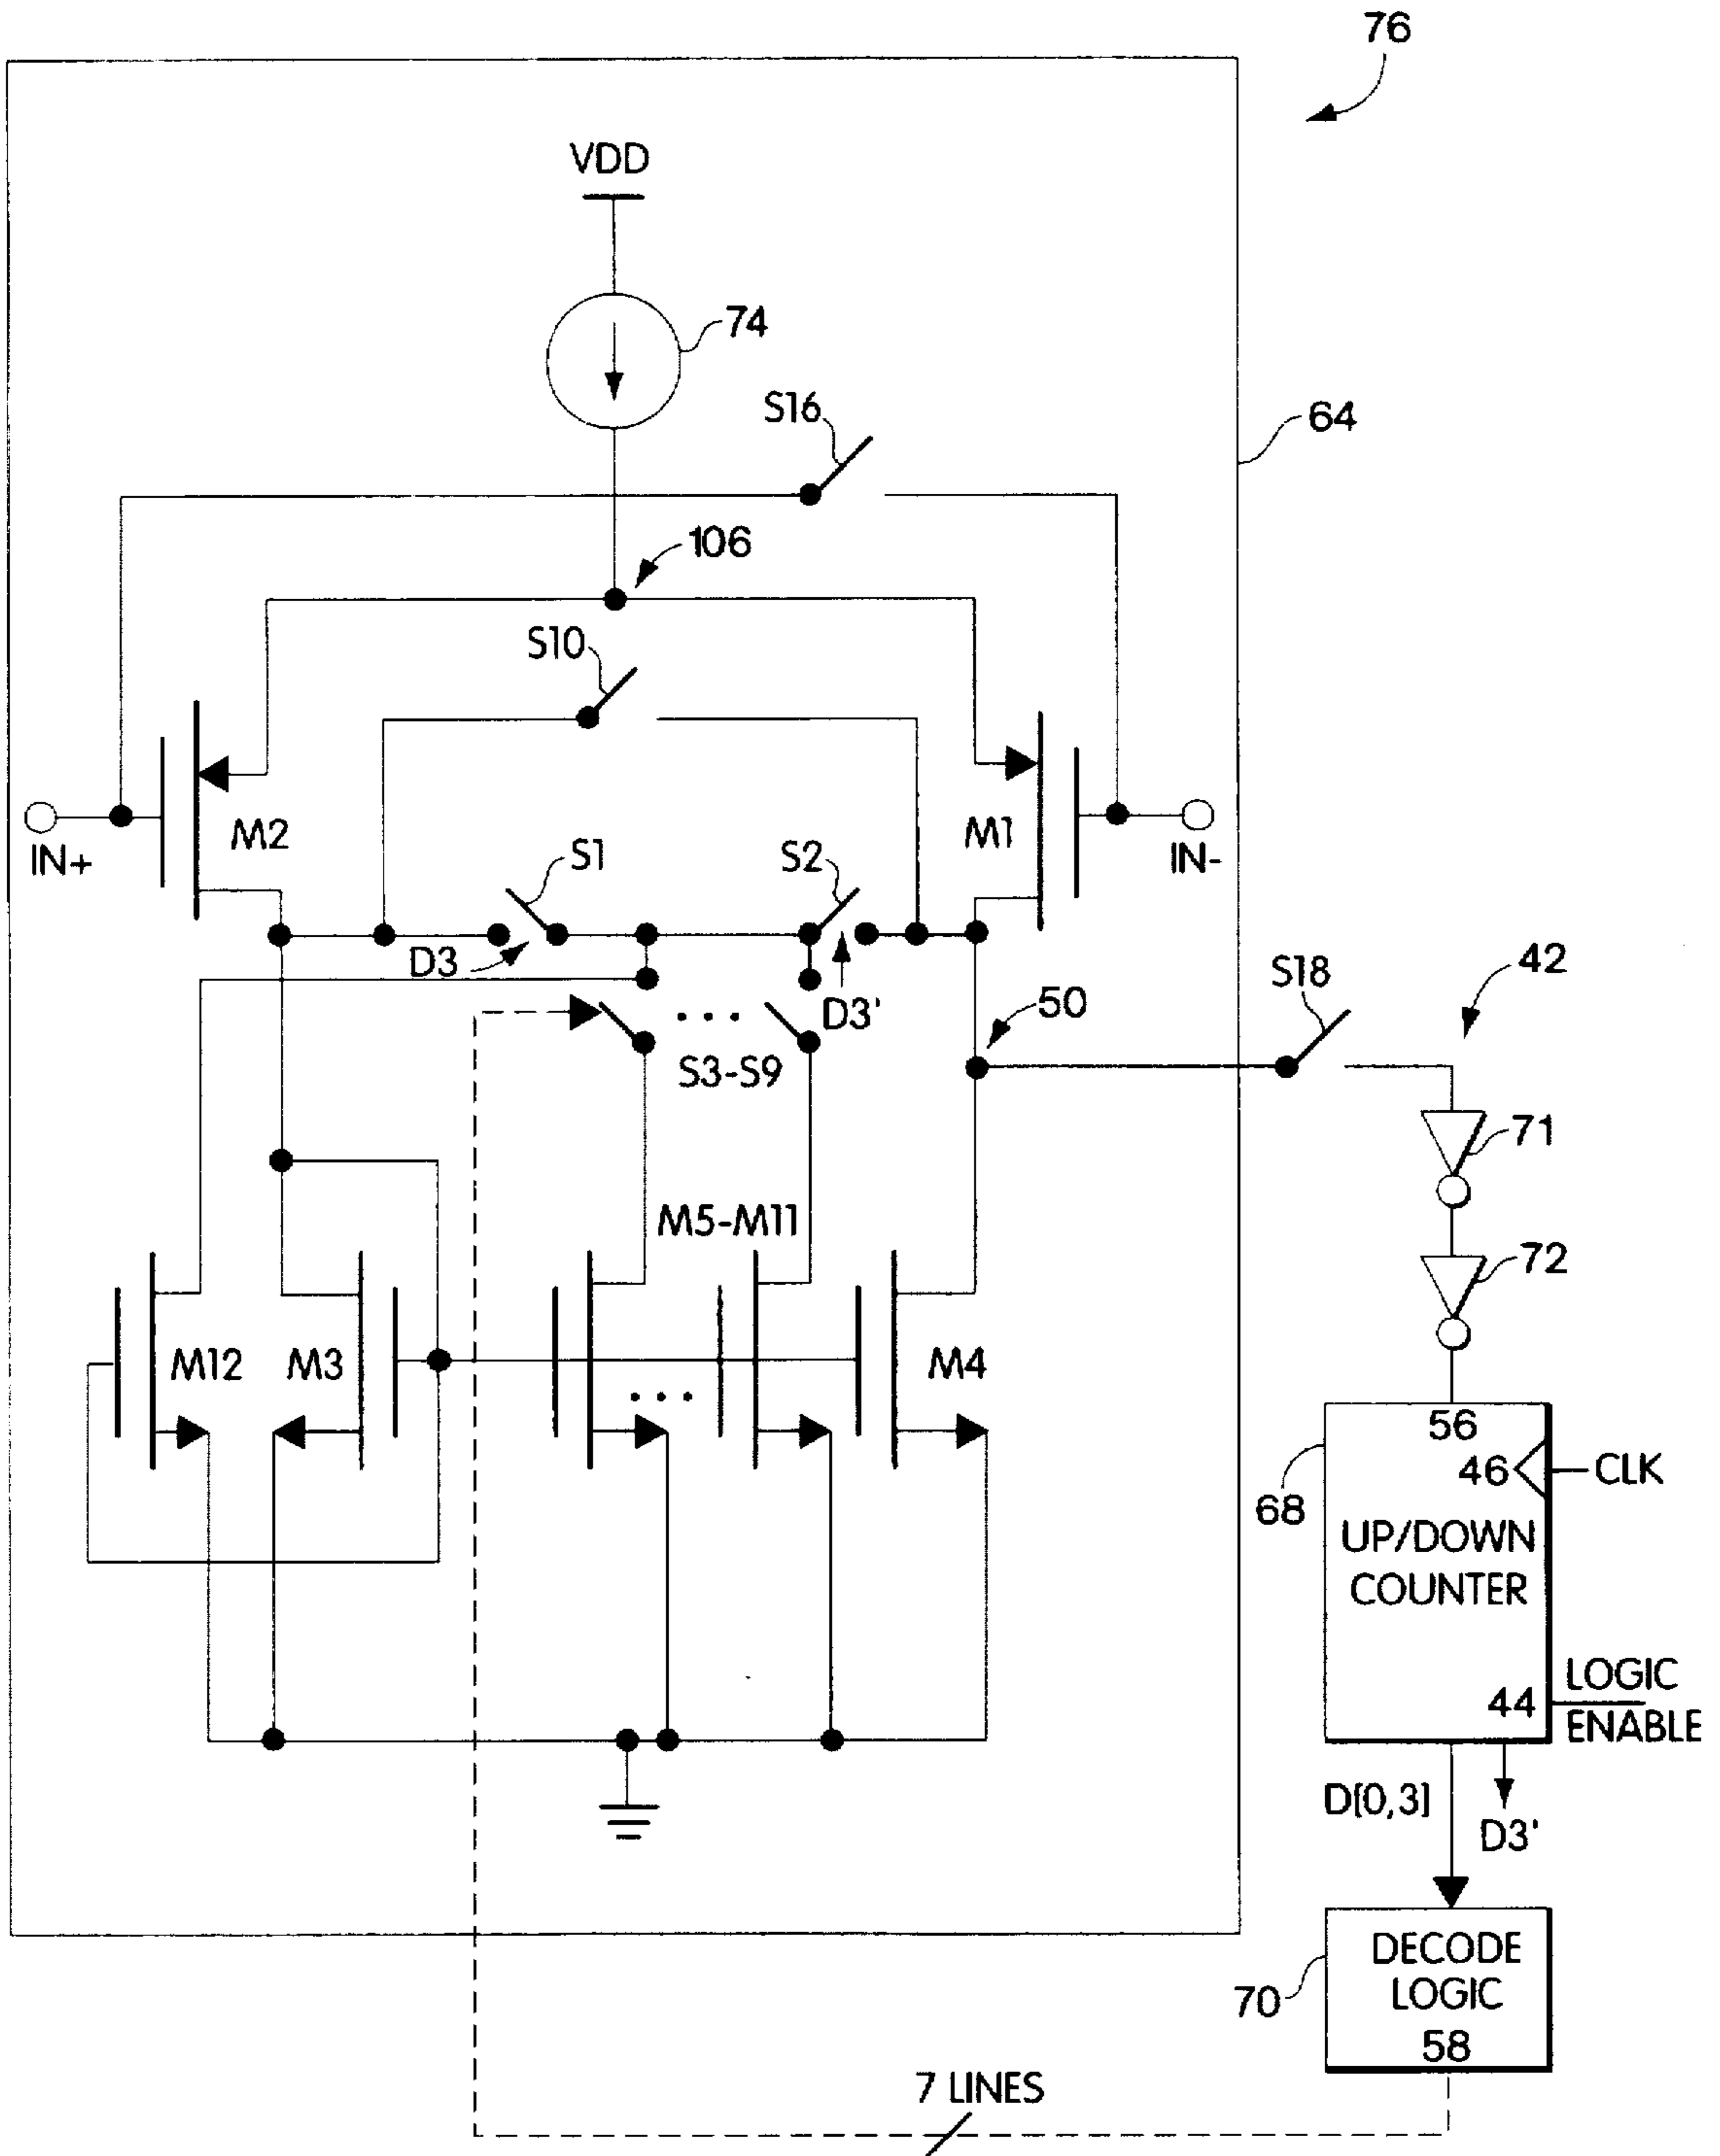 76
VDD
74
S16
64
106
S10
M2
M1
IN+
IN-
S1
S2
D3
D3'
S18
42
50
S3-S9
71
M5-M11
72
M12
M3
M4
56
46
CLK
68
UP/DOWN
COUNTER
44
LOGIC
ENABLE
D[0,3]
D3'
DECODE
LOGIC
70
58
7 LINES